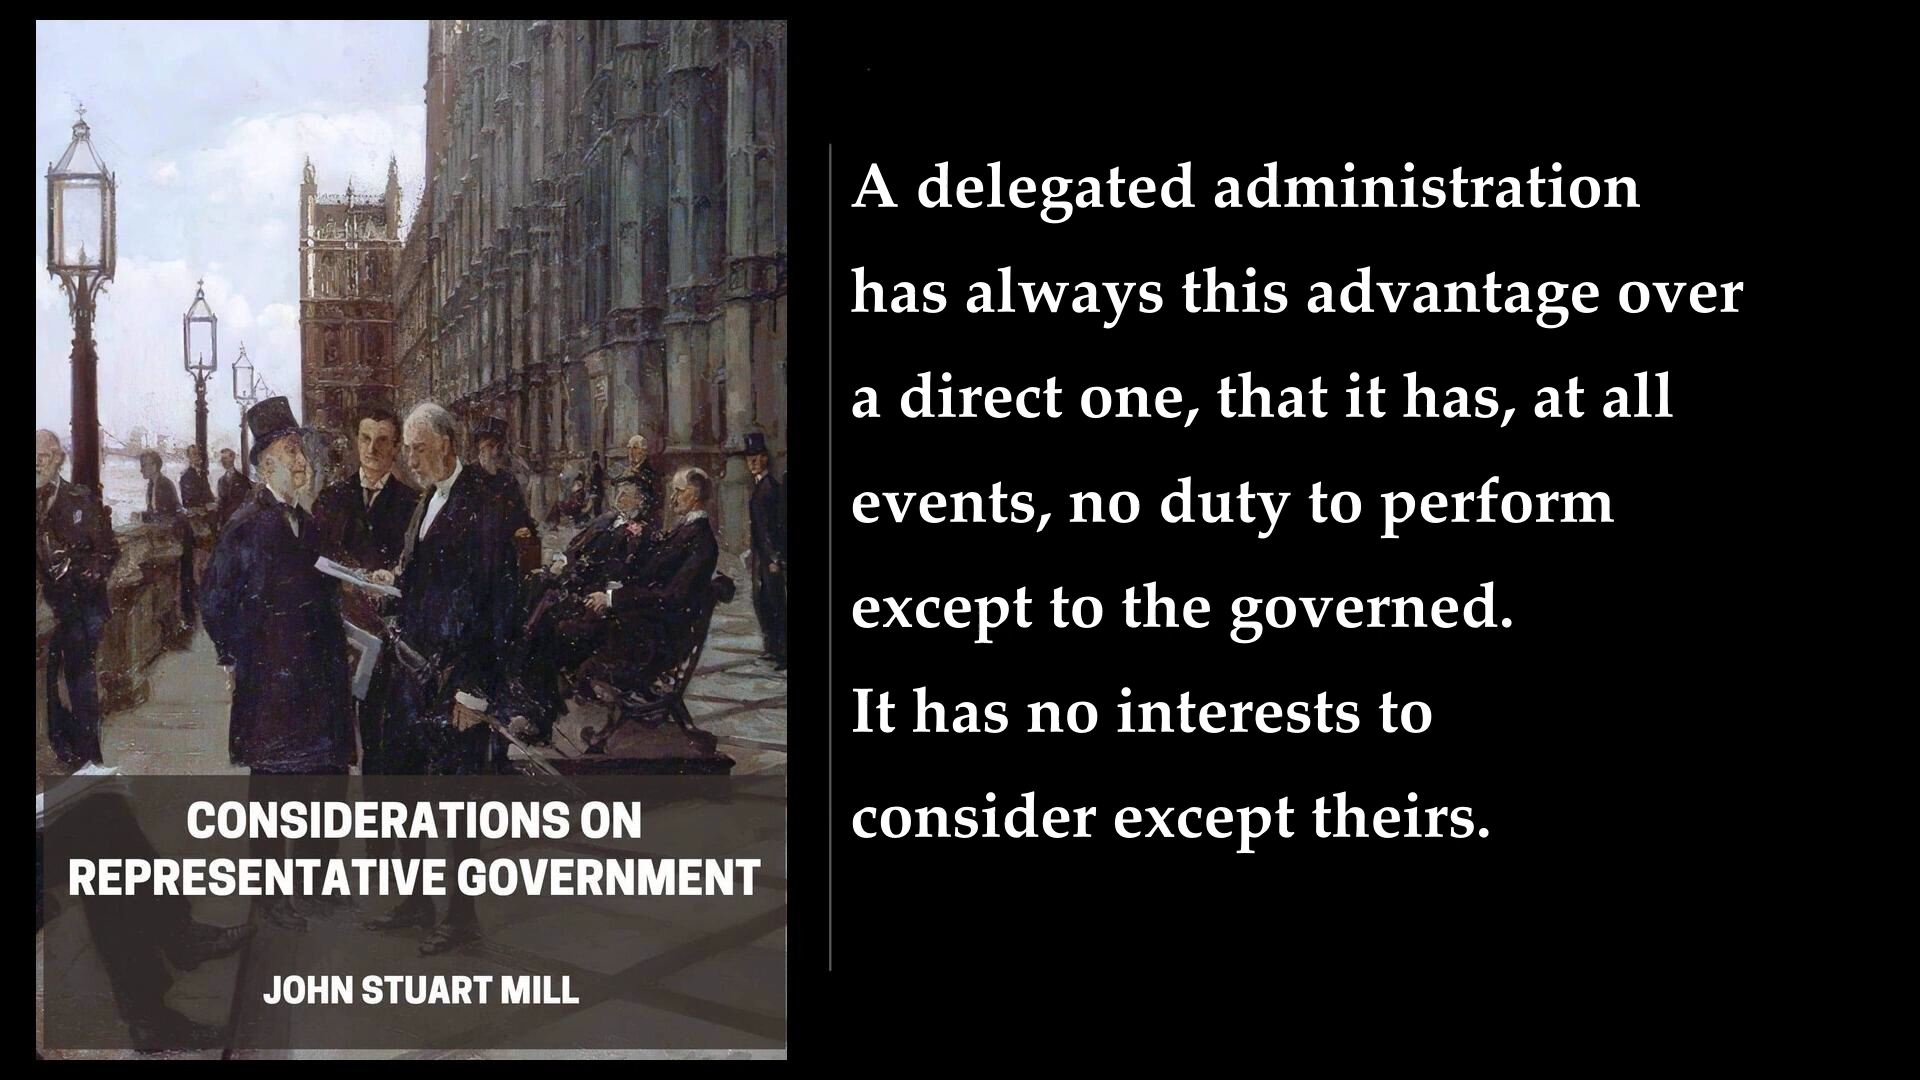 CONSIDERATIONS ON
REPRESENTATIVE GOVERNMENT
JOHN STUART MILL
A delegated administration
has always this advantage over
a direct one, that it has, at all
events, no duty to perform
except to the governed.
It has no interests to
consider except theirs.